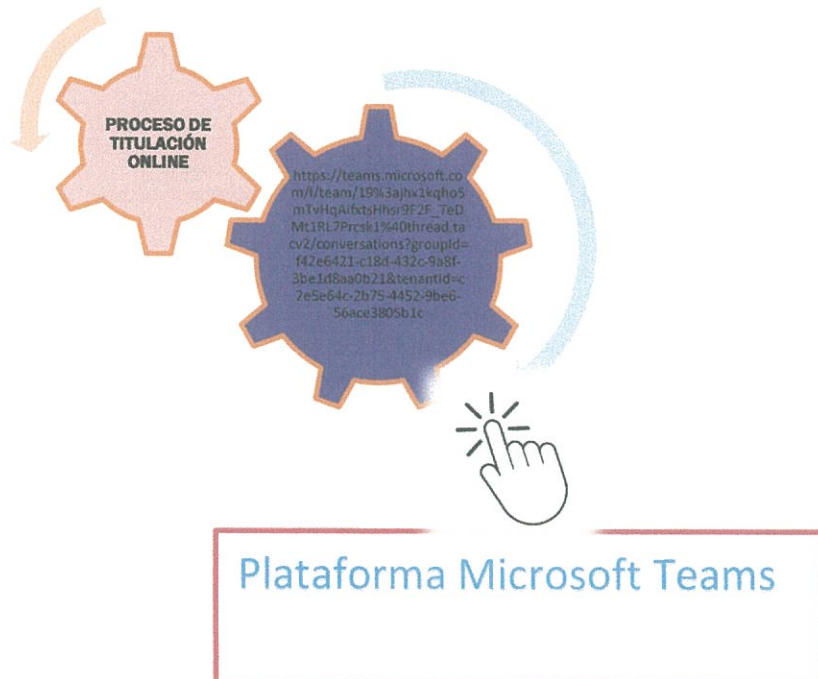 PROCESO DE
TITULACIÓN
ONLINE
https://teams.microsoft.co
m/l/team/19%3ajhx1kqho5
mTvHqAifxtsHhsr9F2F_TeD
Mt1RL7Prcsk1%40thread.ta
cv2/conversations?groupId=
f42e6421-c18d-432c-9a8f-
3be1d8aa0b21&tenantId=c
7e5e64c-2b75-4452-9be6-
56ace3805b1c
Plataforma Microsoft Teams